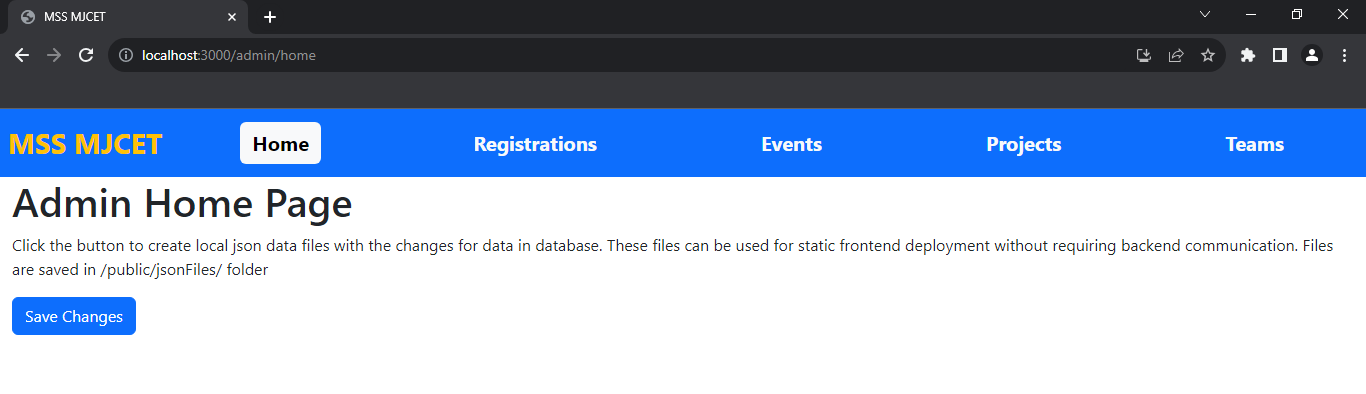 MSS MJCET
localhost:3000/admin/home
MSS MJCET Home Registrations Events Projects Teams
Admin Home Page
Click the button to create local json data files with the changes for data in database. These files can be used for static frontend deployment without requiring backend communication. Files
are saved in /public/jsonFiles/ folder
Save Changes